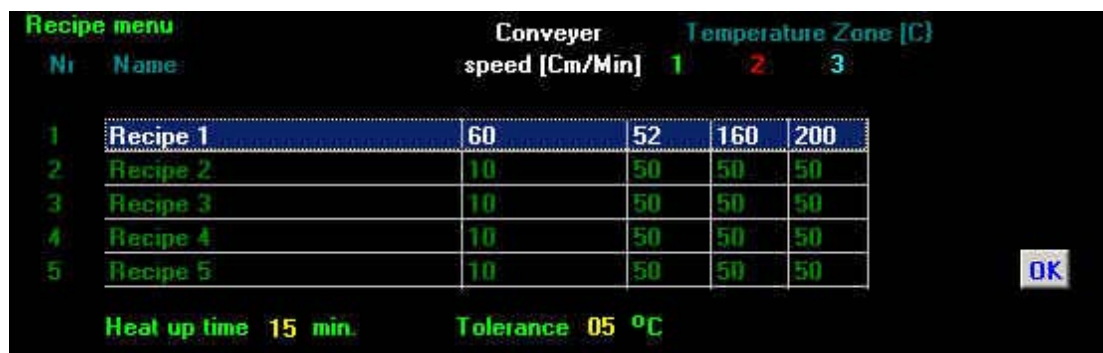 Recipe menu Conveyer Temperature Zone [C}
Nr Name speed [Cm/Min] 1 2 3
1 Recipe 1 60 52 160 200
2 Recipe 2 10 50 50 50
3 Recipe 3 10 50 50 50
4 Recipe 4 10 50 50 50
5 Recipe 5 10 50 50 50
OK
Heat up time 15 min. Tolerance 05 ºC